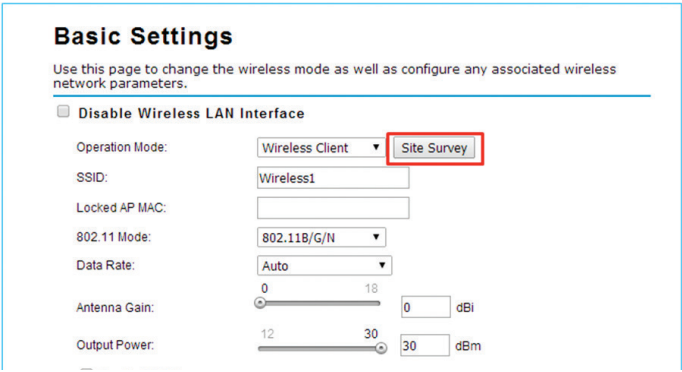 Basic Settings
Use this page to change the wireless mode as well as configure any associated wireless
network parameters.
Disable Wireless LAN Interface
Operation Mode: Wireless Client Site Survey
SSID: Wireless1
Locked AP MAC:
802.11 Mode: 802.11B/G/N
Data Rate: Auto
0 18
Antenna Gain: 0 dBi
12 30
Output Power: 30 dBm